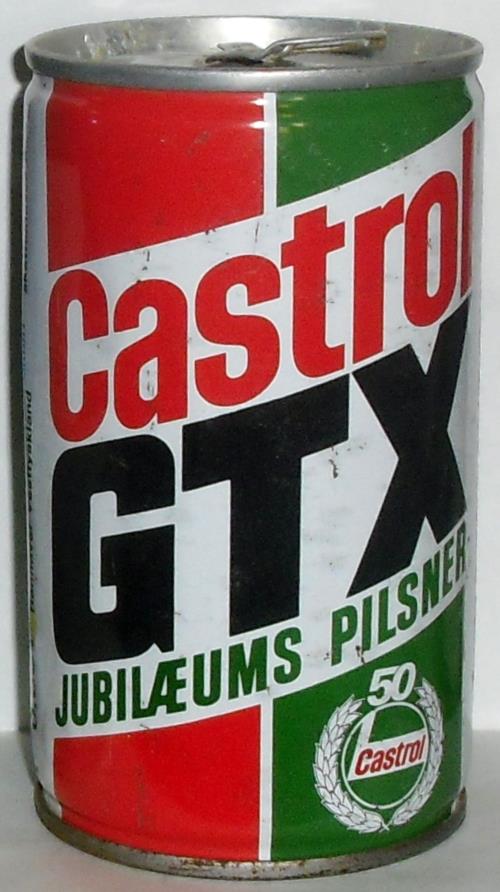 Castrol
GTX
JUBILÆUMS PILSNER
50
Castrol